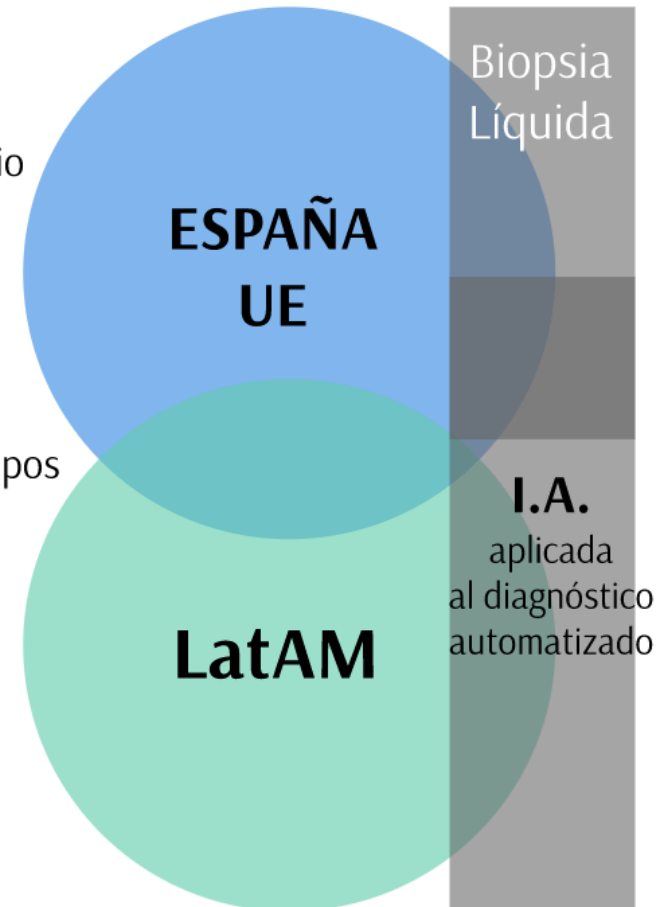 Biopsia
Líquida
io
ESPAÑA
UE
pos
I.A.
aplicada
al diagnóstico
automatizado
LatAM